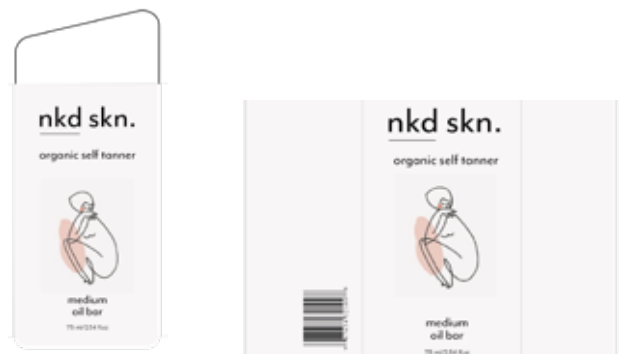 nkd skn.
organic self tanner
medium
oil bar
nkd skn.
organic self tanner
medium
oil bar